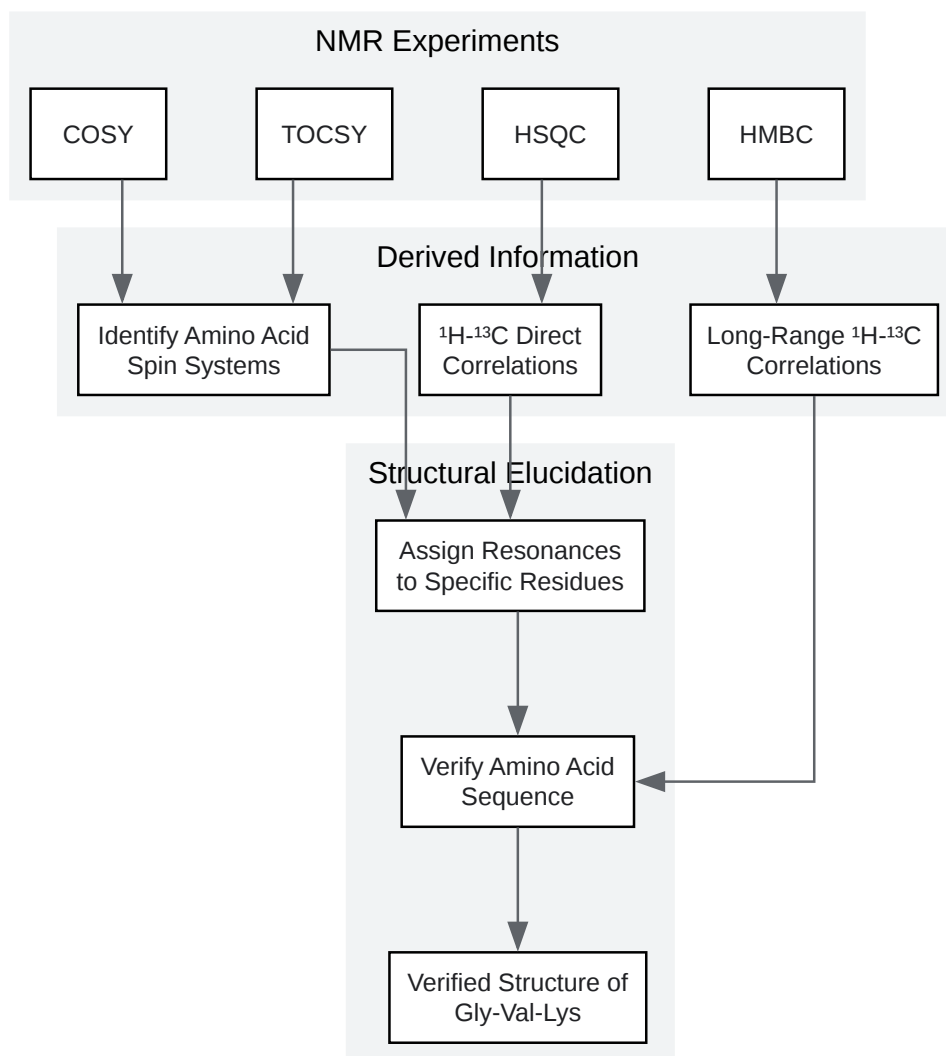 NMR Experiments
COSY
TOCSY
HSQC
HMBC
Derived Information
Identify Amino Acid
Spin Systems
¹H-¹³C Direct
Correlations
Long-Range ¹H-¹³C
Correlations
Structural Elucidation
Assign Resonances
to Specific Residues
Verify Amino Acid
Sequence
Verified Structure of
Gly-Val-Lys